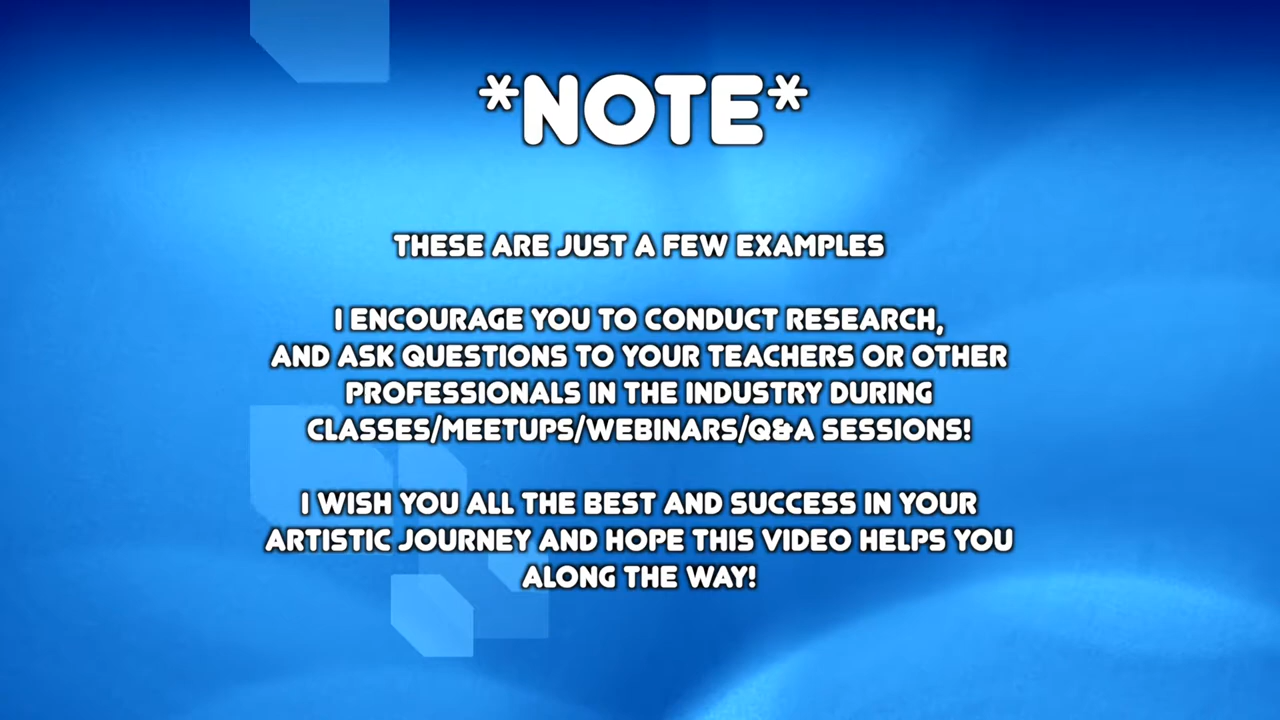 *NOTE*
THESE ARE JUST A FEW EXAMPLES
I ENCOURAGE YOU TO CONDUCT RESEARCH,
AND ASK QUESTIONS TO YOUR TEACHERS OR OTHER
PROFESSIONALS IN THE INDUSTRY DURING
CLASSES/MEETUPS/WEBINARS/Q&A SESSIONS!
I WISH YOU ALL THE BEST AND SUCCESS IN YOUR
ARTISTIC JOURNEY AND HOPE THIS VIDEO HELPS YOU
ALONG THE WAY!